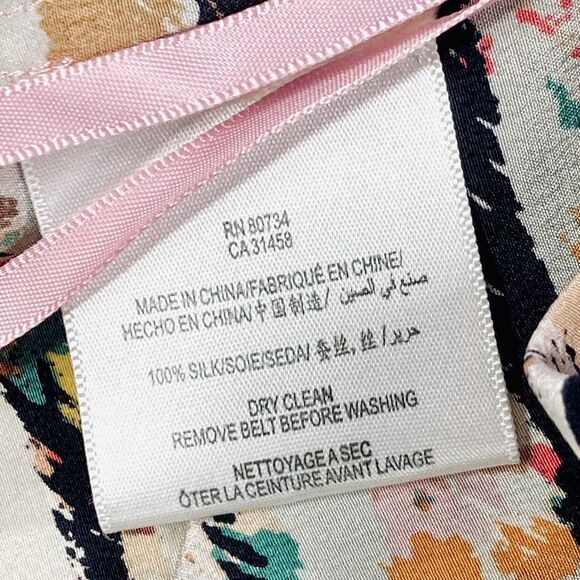 RN 80734
CA 31458
MADE IN CHINA/FABRIQUÉ EN CHINE/
HECHO EN CHINA/中国制造/ صنع في الصين
100% SILK/SOIE/SEDA/ 蚕丝, 丝 / حرير
DRY CLEAN
REMOVE BELT BEFORE WASHING
NETTOYAGE A SEC
ÔTER LA CEINTURE AVANT LAVAGE